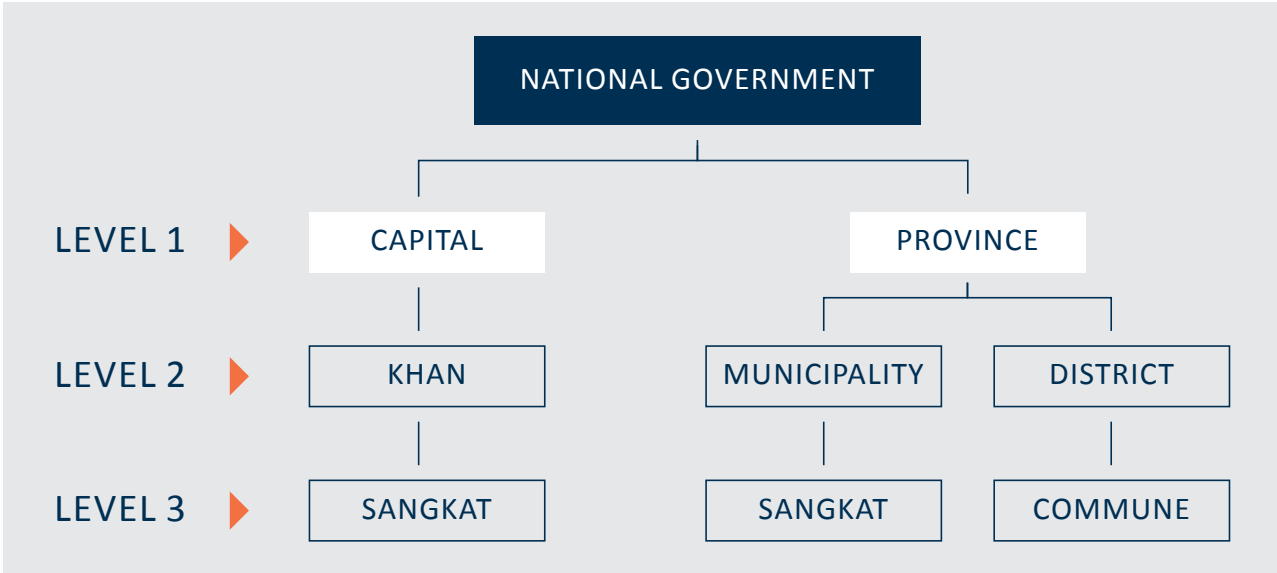 NATIONAL GOVERNMENT
LEVEL 1
CAPITAL
PROVINCE
LEVEL 2
KHAN
MUNICIPALITY
DISTRICT
LEVEL 3
SANGKAT
SANGKAT
COMMUNE